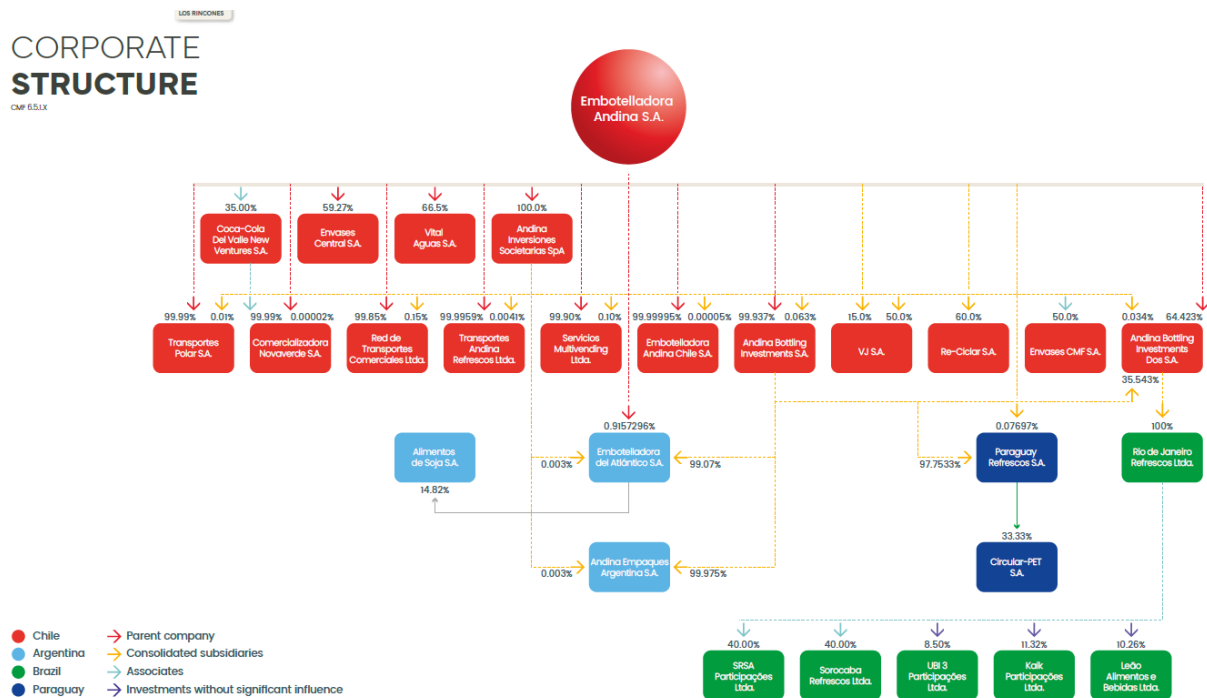 LOS RINCONES
CORPORATE
STRUCTURE
CMF 6.5.I.X
Embotelladora
Andina S.A.
35.00%
59.27%
66.5%
100.0%
Coca-Cola
Del Valle New
Ventures S.A.
Envases
Central S.A.
Vital
Aguas S.A.
Andina
Inversiones
Societarias SpA
99.99%
0.01%
99.99%
0.00002%
99.85%
0.15%
99.9959%
0.0041%
99.90%
0.10%
99.99995%
0.00005%
99.937%
0.063%
15.0%
50.0%
60.0%
50.0%
0.034%
64.423%
Transportes
Polar S.A.
Comercializadora
Novaverde S.A.
Red de
Transportes
Comerciales Ltda.
Transportes
Andina
Refrescos Ltda.
Servicios
Multivending
Ltda.
Embotelladora
Andina Chile S.A.
Andina Bottling
Investments S.A.
VJ S.A.
Re-Ciclar S.A.
Envases CMF S.A.
Andina Bottling
Investments
Dos S.A.
35.543%
0.9157296%
0.07697%
100%
Alimentos
de Soja S.A.
14.82%
0.003%
Embotelladora
del Atlántico S.A.
99.07%
97.7533%
Paraguay
Refrescos S.A.
Rio de Janeiro
Refrescos Ltda.
33.33%
0.003%
Andina Empaques
Argentina S.A.
99.975%
Circular-PET
S.A.
40.00%
40.00%
8.50%
11.32%
10.26%
SRSA
Participações
Ltda.
Sorocaba
Refrescos Ltda.
UBI 3
Participações
Ltda.
Kaik
Participações
Ltda.
Leão
Alimentos e
Bebidas Ltda.
Chile
Argentina
Brazil
Paraguay
Parent company
Consolidated subsidiaries
Associates
Investments without significant influence